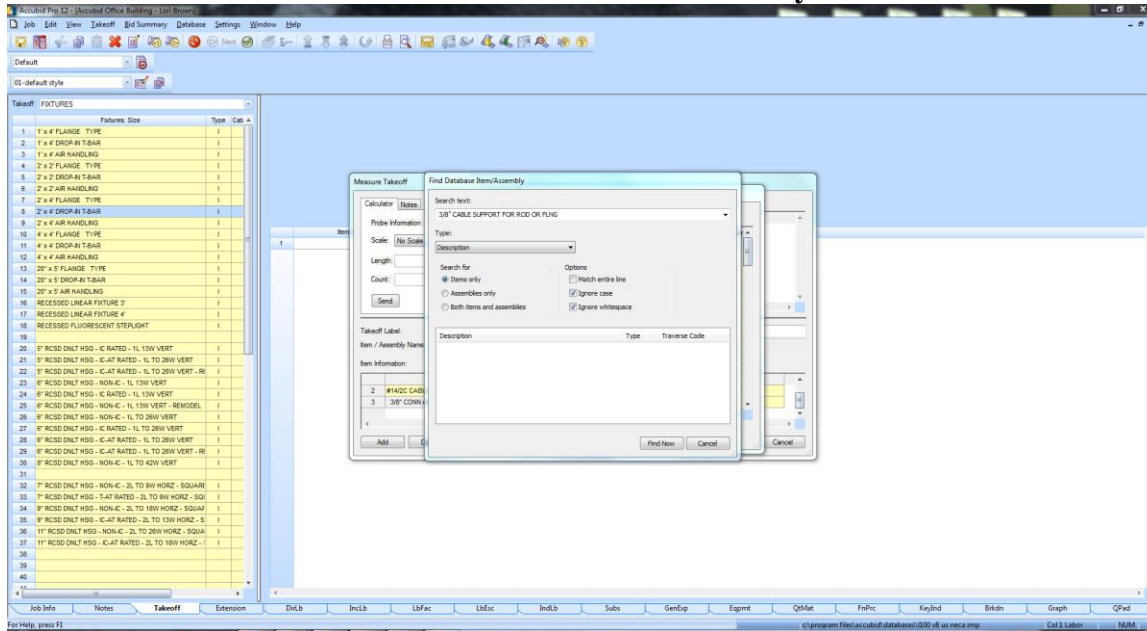 Accubid Pro 12 - [Accubid Office Building - Lori Brown]
Job Edit View Takeoff Bid Summary Database Settings Window Help
Next
Default
01-default style
Takeoff: FIXTURES
Fixtures: Size Type Cat
1 1' x 4' FLANGE TYPE I
2 1' x 4' DROP-IN T-BAR I
3 1' x 4' AIR HANDLING I
4 2' x 2' FLANGE TYPE I
5 2' x 2' DROP-IN T-BAR I
6 2' x 2' AIR HANDLING I
7 2' x 4' FLANGE TYPE I
8 2' x 4' DROP-IN T-BAR I
9 2' x 4' AIR HANDLING I
10 4' x 4' FLANGE TYPE I
11 4' x 4' DROP-IN T-BAR I
12 4' x 4' AIR HANDLING I
13 20" x 5' FLANGE TYPE I
14 20" x 5' DROP-IN T-BAR I
15 20" x 5' AIR HANDLING I
16 RECESSED LINEAR FIXTURE 3' I
17 RECESSED LINEAR FIXTURE 4' I
18 RECESSED FLUORESCENT STEPLIGHT I
19
20 5" RCSD DNLT HSG - IC RATED - 1L 13W VERT I
21 5" RCSD DNLT HSG - IC-AT RATED - 1L TO 26W VERT I
22 5" RCSD DNLT HSG - IC-AT RATED - 1L TO 26W VERT - RE I
23 6" RCSD DNLT HSG - NON-IC - 1L 13W VERT I
24 6" RCSD DNLT HSG - IC RATED - 1L 13W VERT I
25 6" RCSD DNLT HSG - NON-IC - 1L 13W VERT - REMODEL I
26 6" RCSD DNLT HSG - NON-IC - 1L TO 26W VERT I
27 6" RCSD DNLT HSG - IC RATED - 1L TO 26W VERT I
28 6" RCSD DNLT HSG - IC-AT RATED - 1L TO 26W VERT I
29 6" RCSD DNLT HSG - IC-AT RATED - 1L TO 26W VERT - RE I
30 8" RCSD DNLT HSG - NON-IC - 1L TO 42W VERT I
31
32 7" RCSD DNLT HSG - NON-IC - 2L TO 9W HORZ - SQUARE I
33 7" RCSD DNLT HSG - T-AT RATED - 2L TO 9W HORZ - SQU I
34 9" RCSD DNLT HSG - NON-IC - 2L TO 18W HORZ - SQUAR I
35 9" RCSD DNLT HSG - IC-AT RATED - 2L TO 13W HORZ - S I
36 11" RCSD DNLT HSG - NON-IC - 2L TO 26W HORZ - SQUA I
37 11" RCSD DNLT HSG - IC-AT RATED - 2L TO 18W HORZ - I
38
39
40
Item
1
Measure Takeoff
Calculator Notes
Probe Information
Scale: No Scale
Length:
Count:
Send
Takeoff Label:
Item / Assembly Name
Item Information:
2 #14/2C CABL
3 3/8" CONN
Add
Cancel
Find Database Item/Assembly
Search text:
3/8" CABLE SUPPORT FOR ROD OR FLNG
Type:
Description
Search for Options
Items only Match entire line
Assemblies only Ignore case
Both items and assemblies Ignore whitespace
Description Type Traverse Code
Find Now Cancel
Job Info Notes Takeoff Extension DirLb IncLb LbFac LbEsc IndLb Subs GenExp Eqpmt QtMat FnPrc KeyInd Brkdn Graph QPad
For Help, press F1
c:\program files\accubid\databases\l100 v8 us neca imp Col 1 Labor NUM